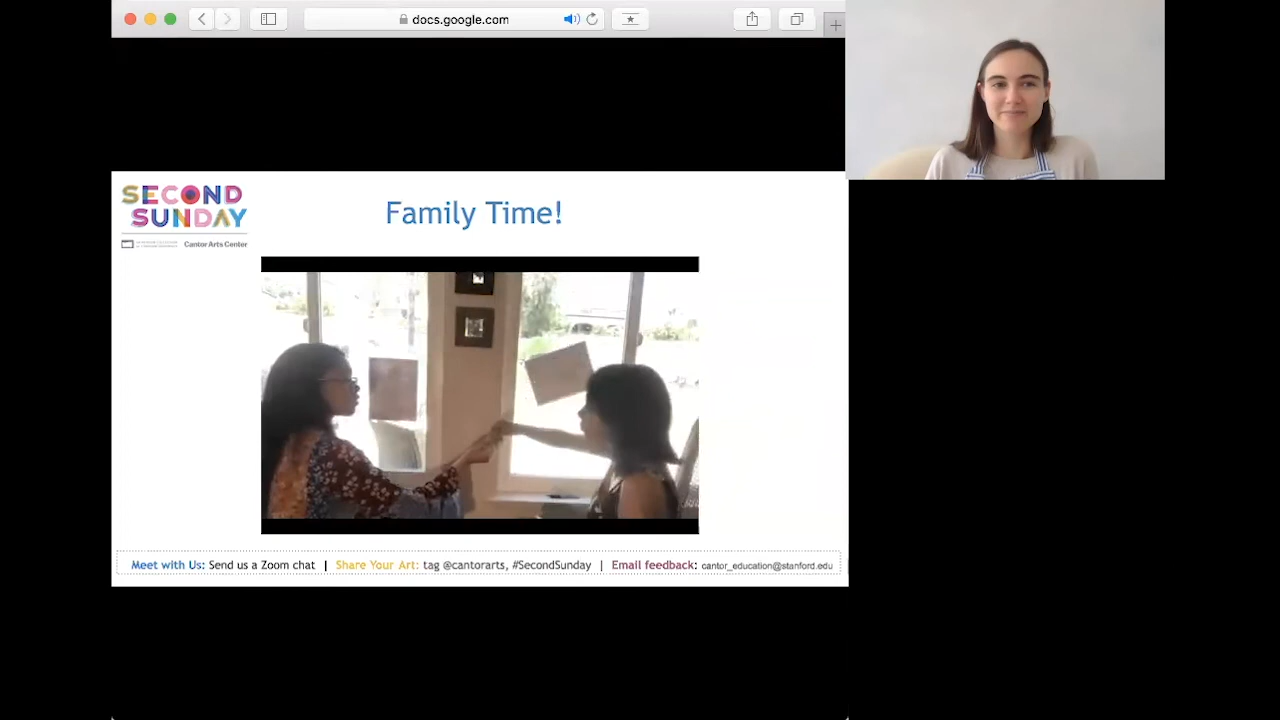 docs.google.com
SECOND
SUNDAY
Cantor Arts Center
Family Time!
Meet with Us: Send us a Zoom chat | Share Your Art: tag @cantorarts, #SecondSunday | Email feedback: cantor_education@stanford.edu